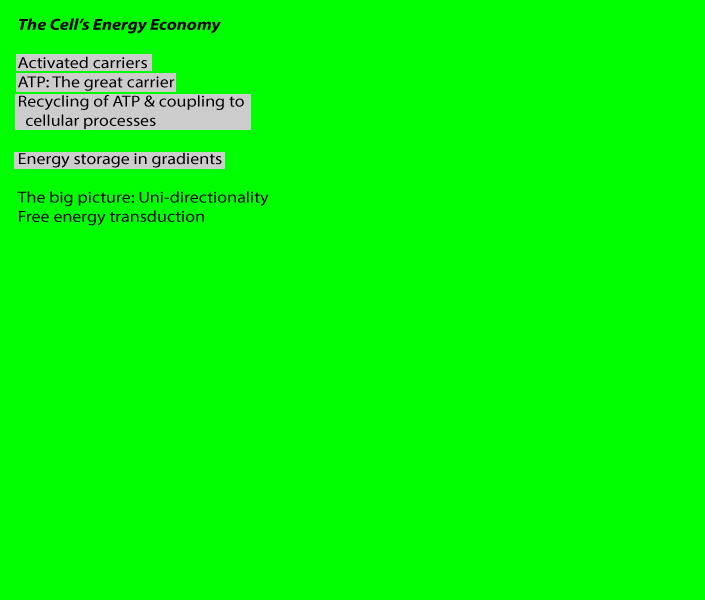 The Cell’s Energy Economy
Activated carriers
ATP: The great carrier
Recycling of ATP & coupling to
cellular processes
Energy storage in gradients
The big picture: Uni-directionality
Free energy transduction